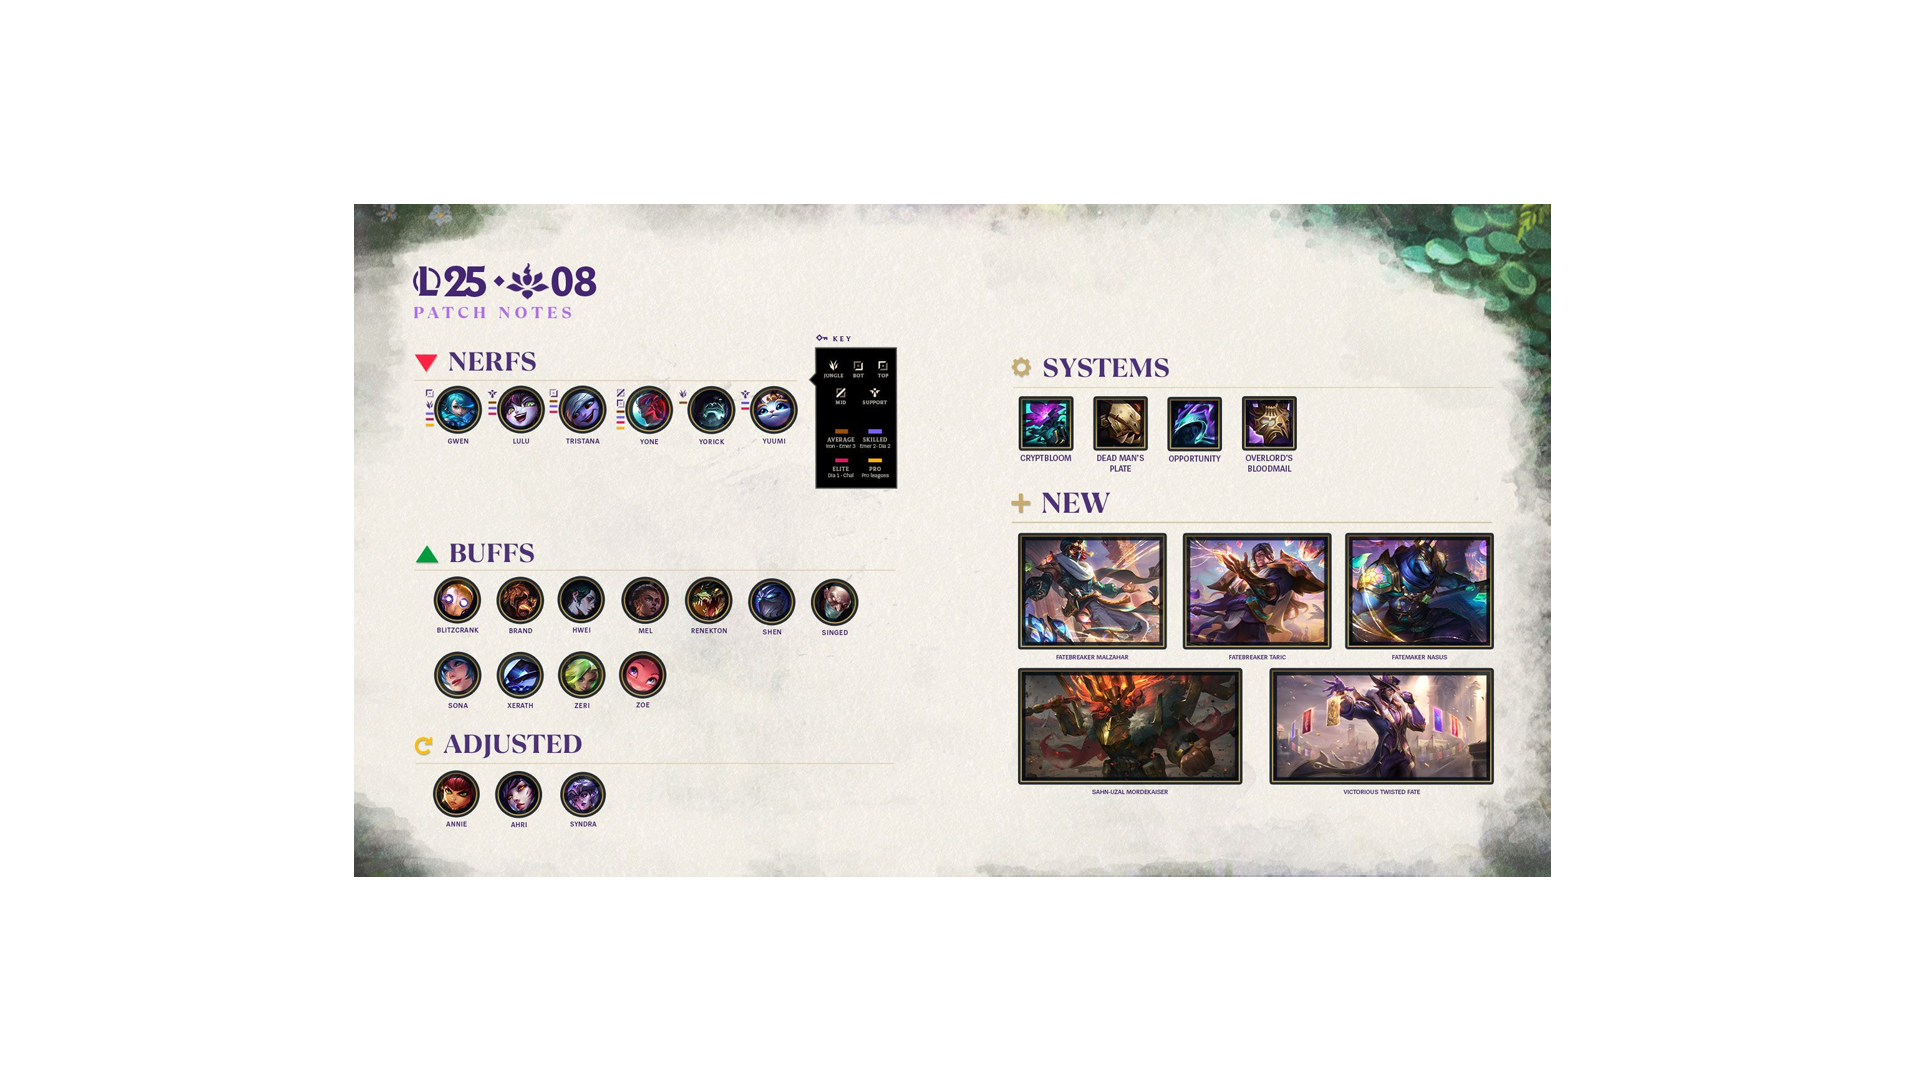 25 08
PATCH NOTES
NERFS
GWEN
LULU
TRISTANA
YONE
YORICK
YUUMI
KEY
JUNGLE BOT TOP
MID SUPPORT
AVERAGE SKILLED
Iron - Emer 3 Emer 2 - Dia 2
ELITE PRO
Dia 1 - Chal Pro leagues
BUFFS
BLITZCRANK
BRAND
HWEI
MEL
RENEKTON
SHEN
SINGED
SONA
XERATH
ZERI
ZOE
ADJUSTED
ANNIE
AHRI
SYNDRA
SYSTEMS
CRYPTBLOOM
DEAD MAN'S
PLATE
OPPORTUNITY
OVERLORD'S
BLOODMAIL
NEW
FATEBREAKER MALZAHAR
FATEBREAKER TARIC
FATEMAKER NASUS
SAHN-UZAL MORDEKAISER
VICTORIOUS TWISTED FATE